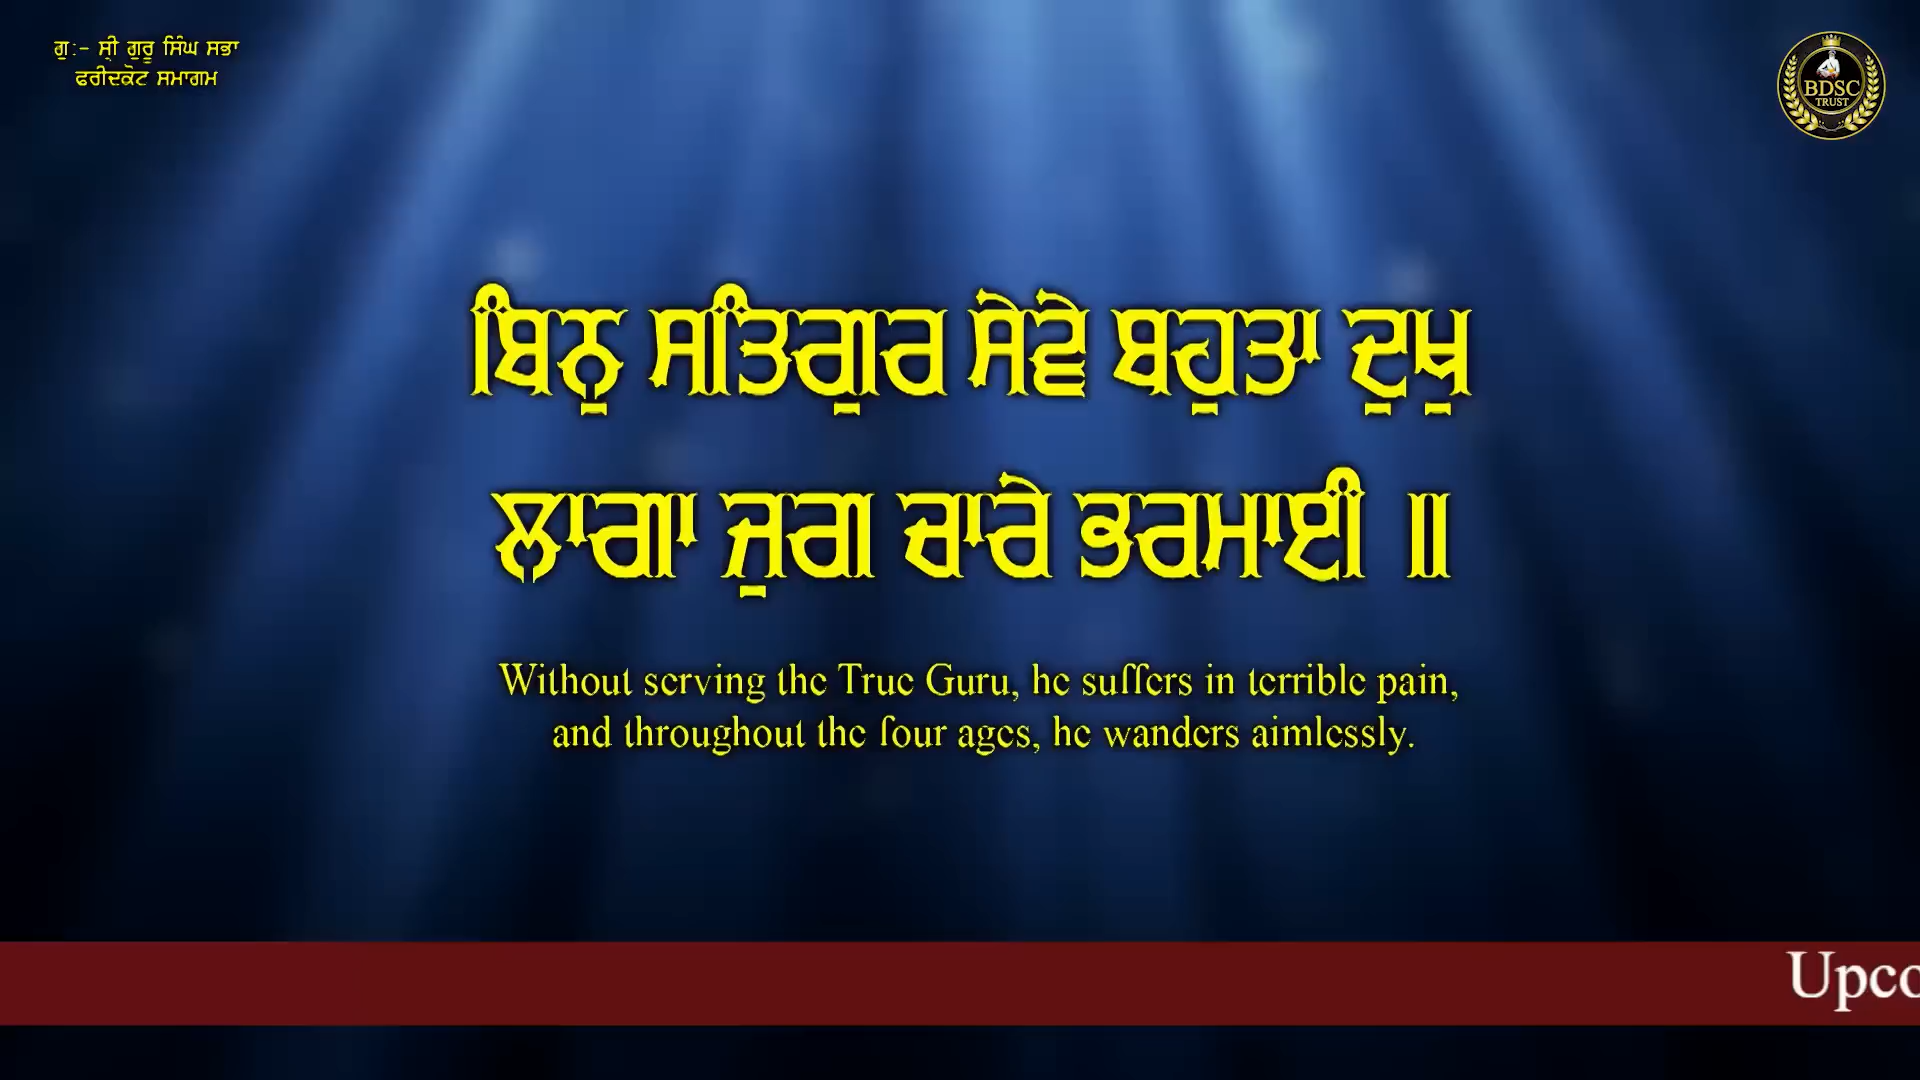 ਗੁ:- ਸ੍ਰੀ ਗੁਰੂ ਸਿੰਘ ਸਭਾ
ਫਰੀਦਕੋਟ ਸਮਾਗਮ
BDSC
TRUST
ਬਿਨੁ ਸਤਿਗੁਰ ਸੇਵੇ ਬਹੁਤਾ ਦੁਖੁ
ਲਾਗਾ ਜੁਗ ਚਾਰੇ ਭਰਮਾਈ ॥
Without serving the True Guru, he suffers in terrible pain,
and throughout the four ages, he wanders aimlessly.
Upco